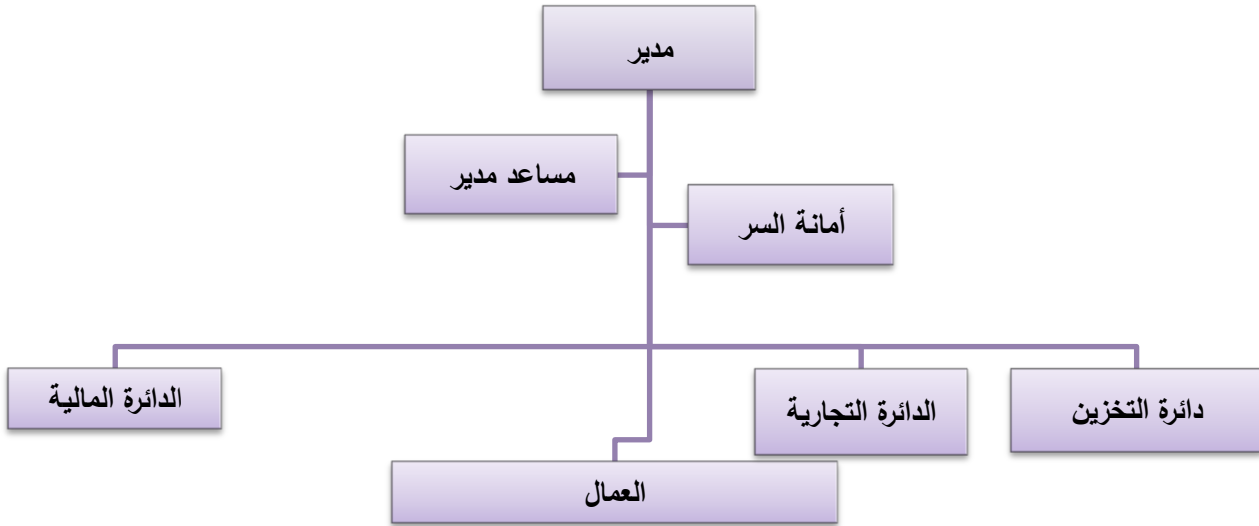 مدير
مساعد مدير
أمانة السر
دائرة التخزين
الدائرة التجارية
الدائرة المالية
العمال